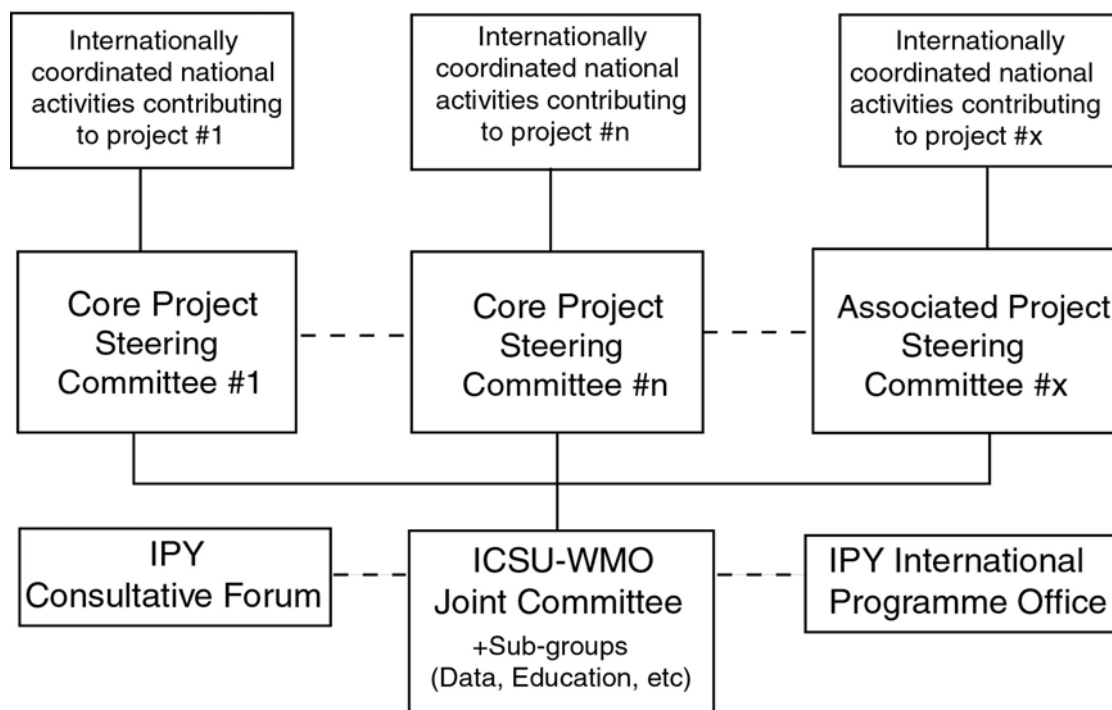 Internationally
coordinated national
activities contributing
to project #1
Internationally
coordinated national
activities contributing
to project #n
Internationally
coordinated national
activities contributing
to project #x
Core Project
Steering
Committee #1
Core Project
Steering
Committee #n
Associated Project
Steering
Committee #x
IPY
Consultative Forum
ICSU-WMO
Joint Committee
+Sub-groups
(Data, Education, etc)
IPY International
Programme Office